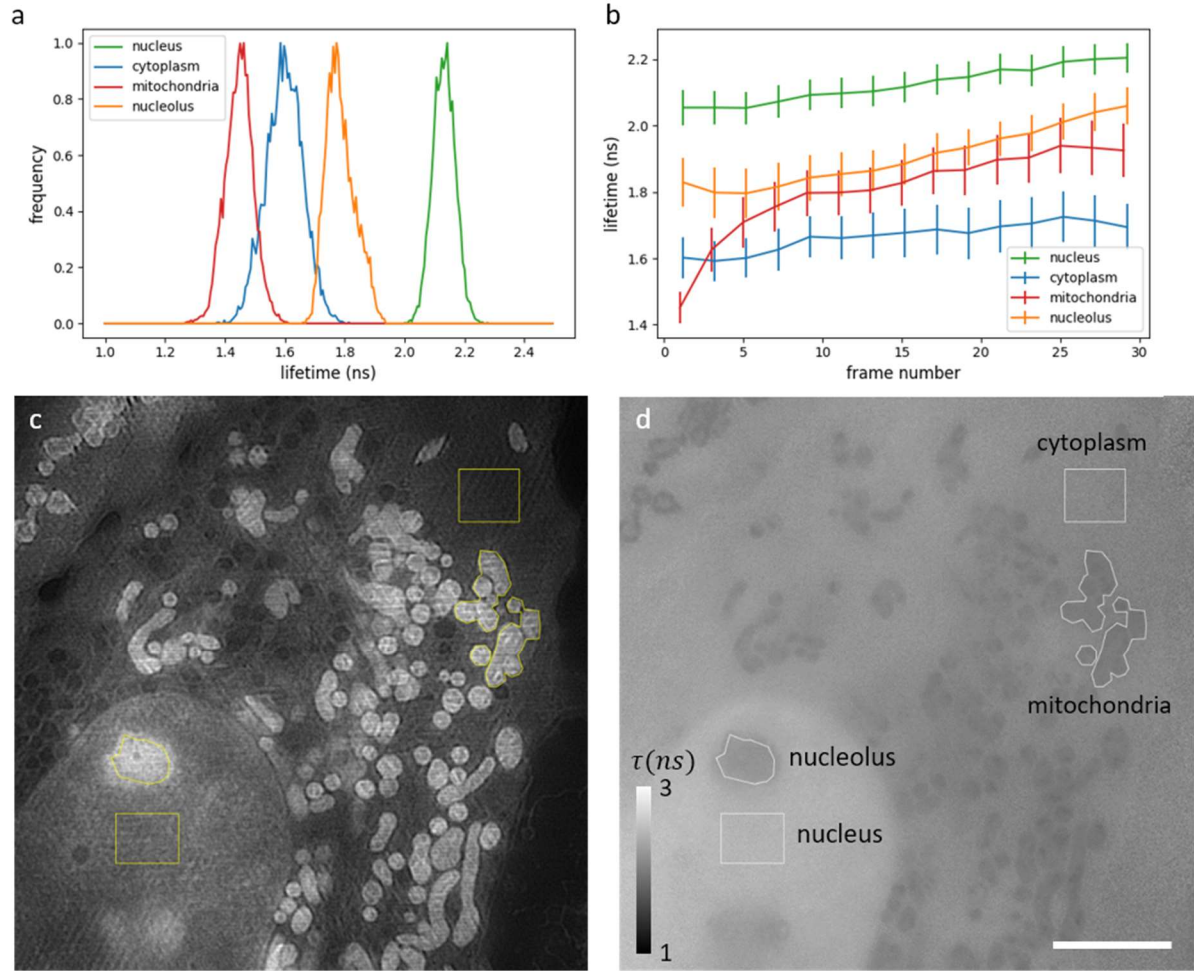 a
nucleus
cytoplasm
mitochondria
nucleolus
frequency
1.0
0.8
0.6
0.4
0.2
0.0
1.0 1.2 1.4 1.6 1.8 2.0 2.2 2.4
lifetime (ns)
b
lifetime (ns)
2.2
2.0
1.8
1.6
1.4
nucleus
cytoplasm
mitochondria
nucleolus
0 5 10 15 20 25 30
frame number
c
d
cytoplasm
mitochondria
nucleolus
nucleus
τ(ns)
3
1